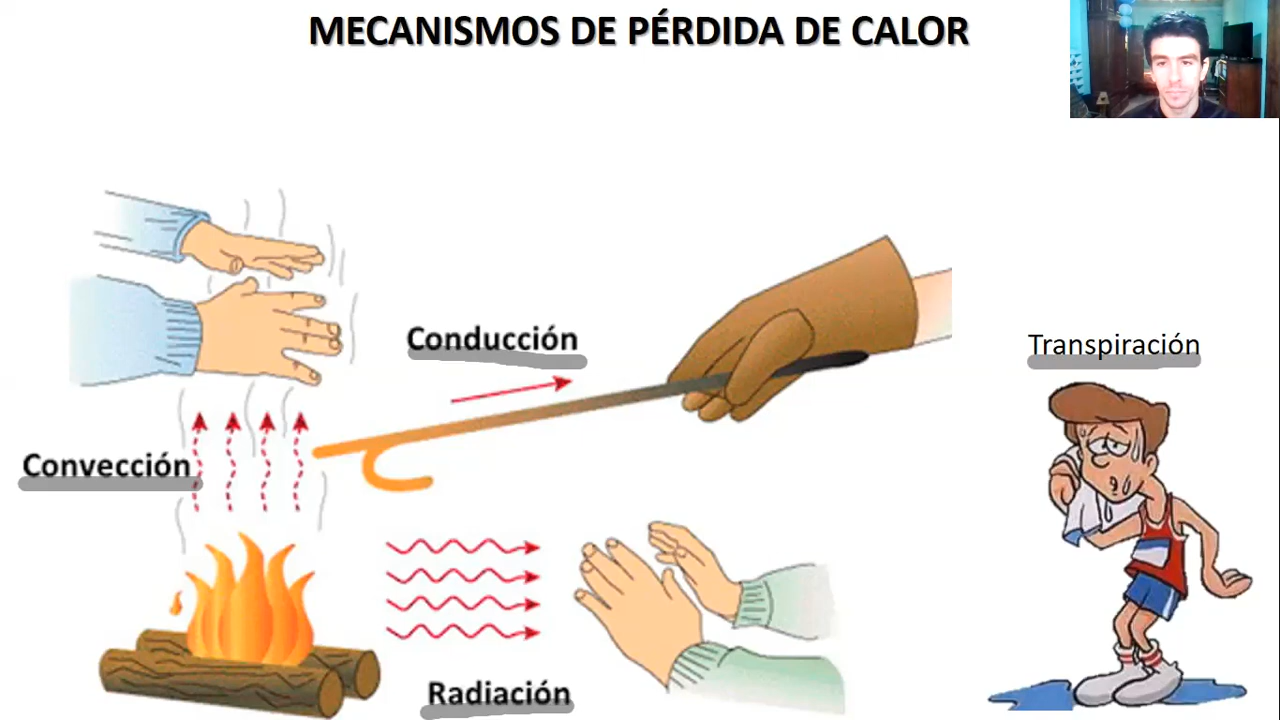 MECANISMOS DE PÉRDIDA DE CALOR
Conducción
Transpiración
Convección
Radiación